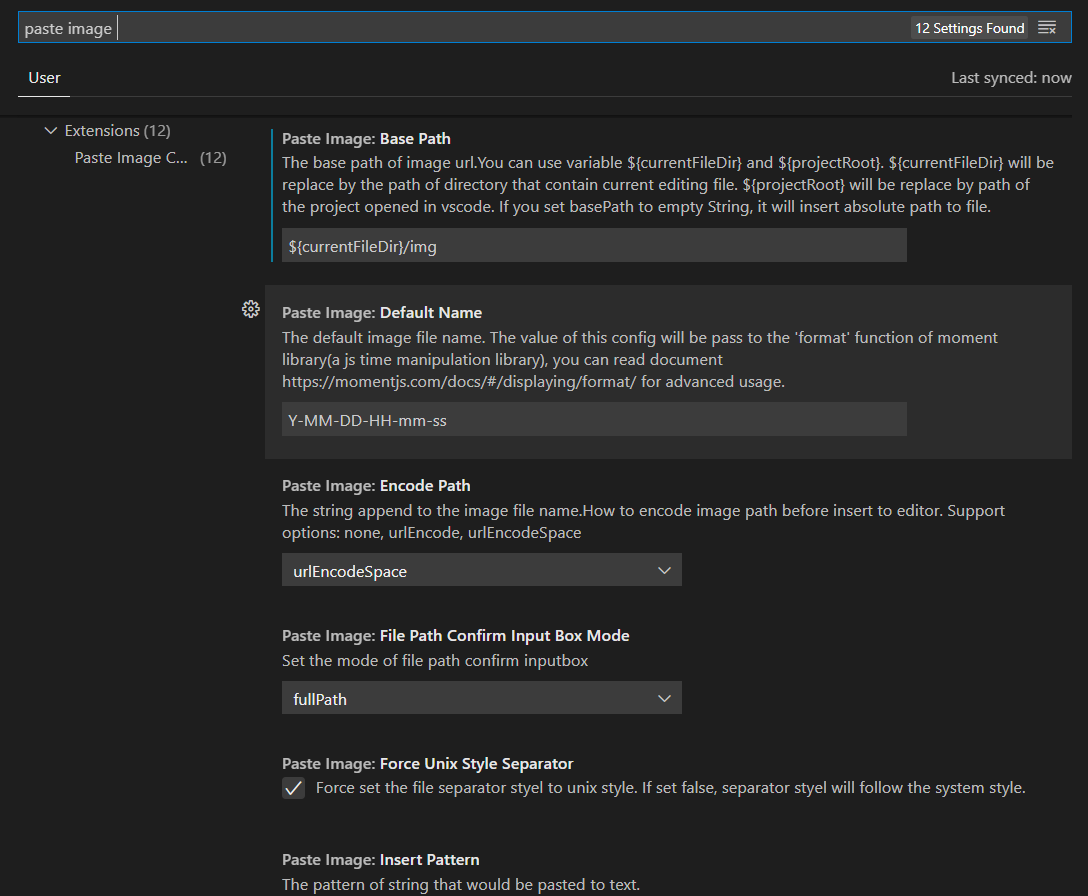 paste image
12 Settings Found
User
Last synced: now
Extensions (12)
Paste Image C... (12)
Paste Image: Base Path
The base path of image url.You can use variable ${currentFileDir} and ${projectRoot}. ${currentFileDir} will be
replace by the path of directory that contain current editing file. ${projectRoot} will be replace by path of
the project opened in vscode. If you set basePath to empty String, it will insert absolute path to file.
${currentFileDir}/img
Paste Image: Default Name
The default image file name. The value of this config will be pass to the 'format' function of moment
library(a js time manipulation library), you can read document
https://momentjs.com/docs/#/displaying/format/ for advanced usage.
Y-MM-DD-HH-mm-ss
Paste Image: Encode Path
The string append to the image file name.How to encode image path before insert to editor. Support
options: none, urlEncode, urlEncodeSpace
urlEncodeSpace
Paste Image: File Path Confirm Input Box Mode
Set the mode of file path confirm inputbox
fullPath
Paste Image: Force Unix Style Separator
Force set the file separator styel to unix style. If set false, separator styel will follow the system style.
Paste Image: Insert Pattern
The pattern of string that would be pasted to text.